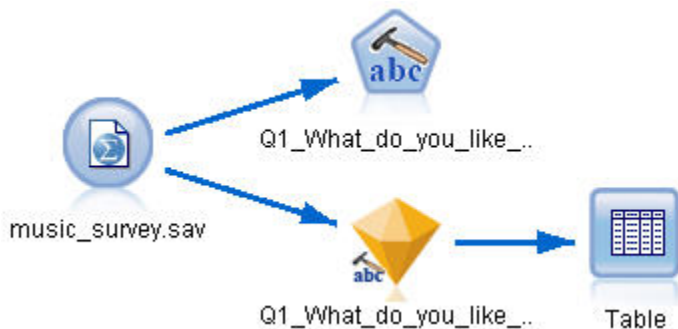 abc
Q1_What_do_you_like_..
music_survey.sav
abc
Q1_What_do_you_like_..
Table